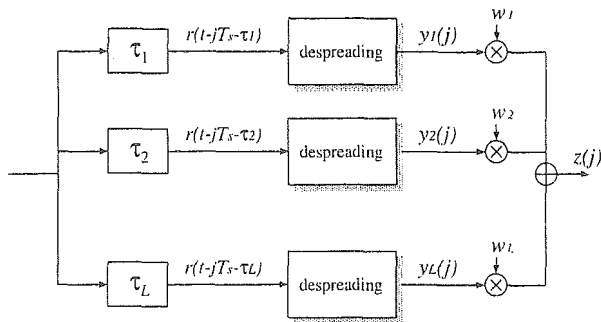 w1
τ1 r(t-jTs-τ1) despreading y1(j)
w2
τ2 r(t-jTs-τ2) despreading y2(j)
z(j)
wL
τL r(t-jTs-τL) despreading yL(j)